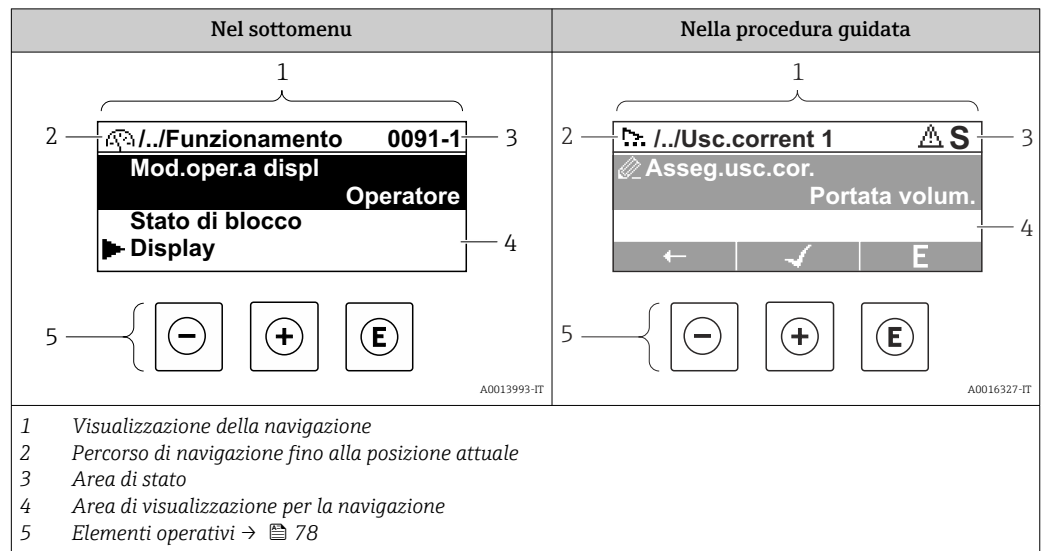 Nel sottomenu
1
2
/../Funzionamento 0091-1
3
Mod.oper.a displ
Operatore
Stato di blocco
Display
4
5
- + E
A0013993-IT
Nella procedura guidata
1
2
/../Usc.corrent 1 S
3
Asseg.usc.cor.
Portata volum.
4
E
5
- + E
A0016327-IT
1 Visualizzazione della navigazione
2 Percorso di navigazione fino alla posizione attuale
3 Area di stato
4 Area di visualizzazione per la navigazione
5 Elementi operativi → 78